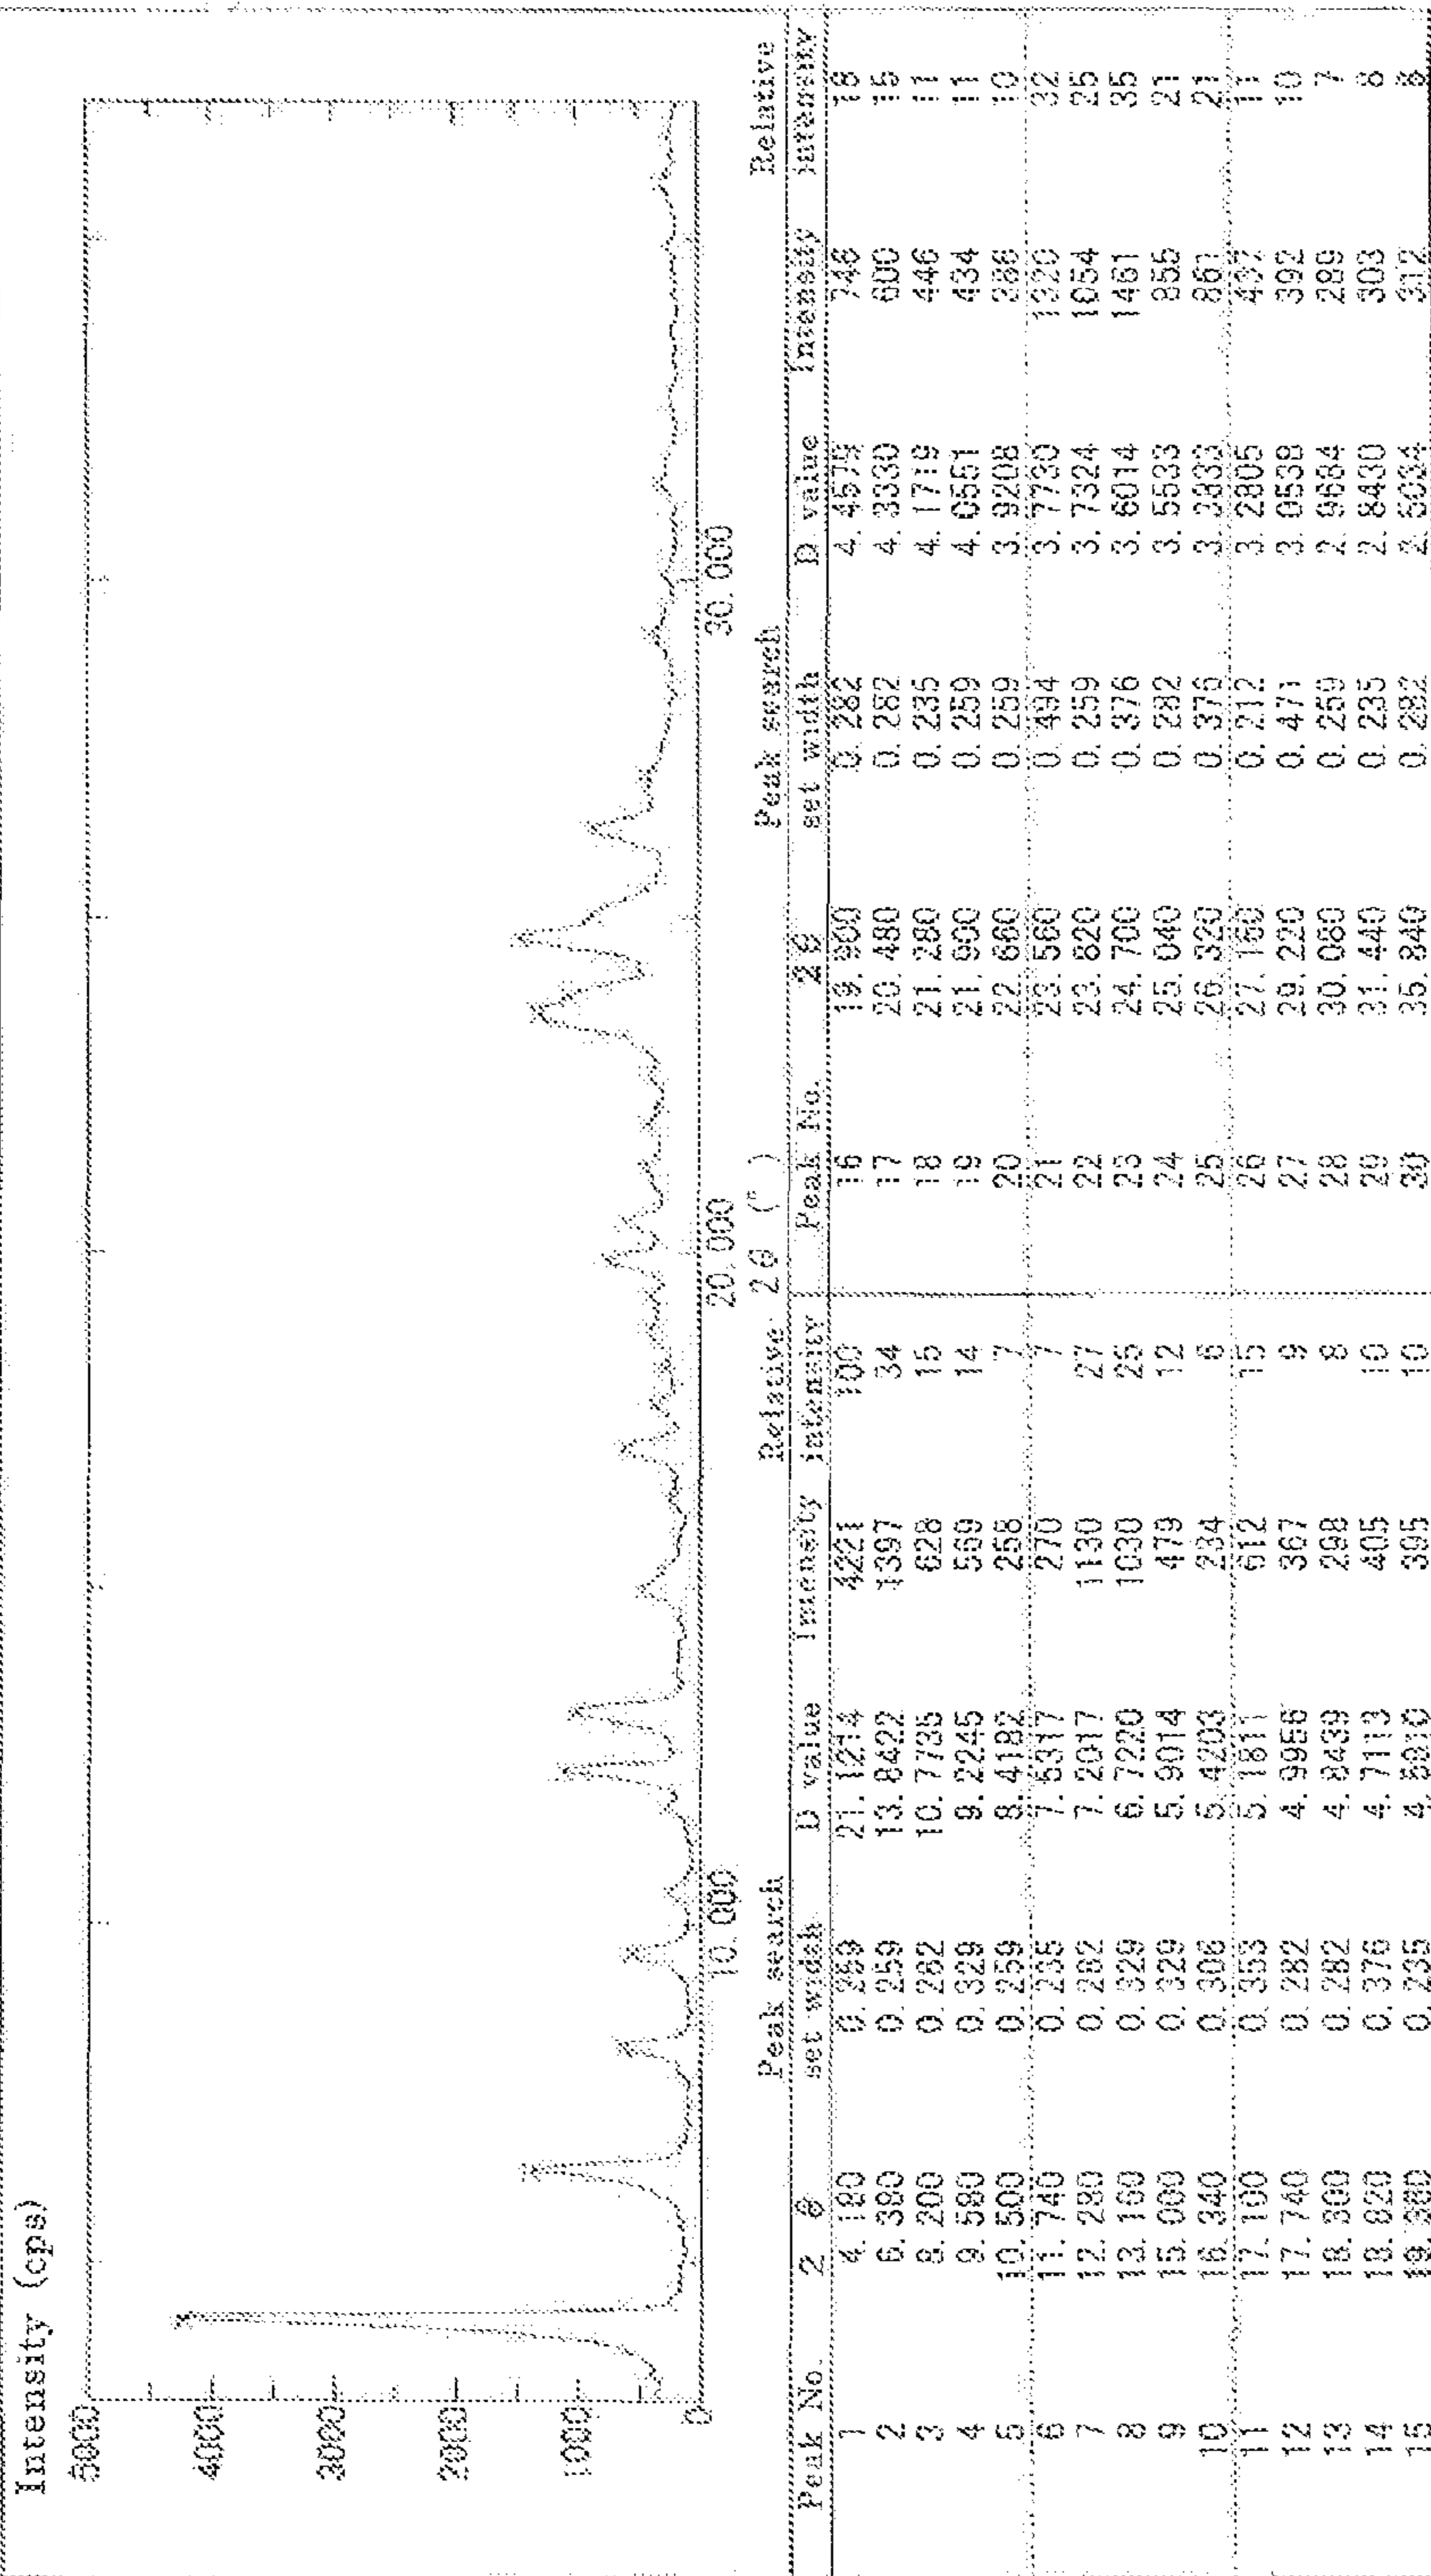 Intensity (cps)
5000
4000
3000
2000
1000
0
10.000 20.000 30.000
2θ (°)
Peak search Relative Peak search Relative
Peak No. 2 θ set width D value Intensity intensity Peak No. 2 θ set width D value Intensity intensity
1 4.180 0.259 21.1214 4221 100 16 19.900 0.282 4.4579 746 18
2 6.380 0.259 13.8422 1397 34 17 20.480 0.282 4.3330 600 15
3 8.200 0.282 10.7735 628 15 18 21.280 0.235 4.1719 446 11
4 9.580 0.329 9.2245 569 14 19 21.900 0.259 4.0551 434 11
5 10.500 0.259 8.4182 258 7 20 22.660 0.259 3.9208 386 10
6 11.740 0.235 7.5317 270 7 21 23.560 0.494 3.7730 1320 32
7 12.280 0.282 7.2017 1130 27 22 23.820 0.259 3.7324 1054 25
8 13.160 0.329 6.7220 1030 25 23 24.700 0.376 3.6014 1461 35
9 15.000 0.329 5.9014 479 12 24 25.040 0.282 3.5533 855 21
10 16.340 0.306 5.4203 234 6 25 26.320 0.376 3.3833 861 21
11 17.100 0.353 5.1811 612 15 26 27.160 0.212 3.2805 437 11
12 17.740 0.282 4.9956 367 9 27 29.220 0.471 3.0538 392 10
13 18.300 0.282 4.8439 298 8 28 30.080 0.259 2.9684 289 7
14 18.820 0.376 4.7113 405 10 29 31.440 0.235 2.8430 303 8
15 19.360 0.235 4.5810 395 10 30 35.840 0.282 2.5034 312 8